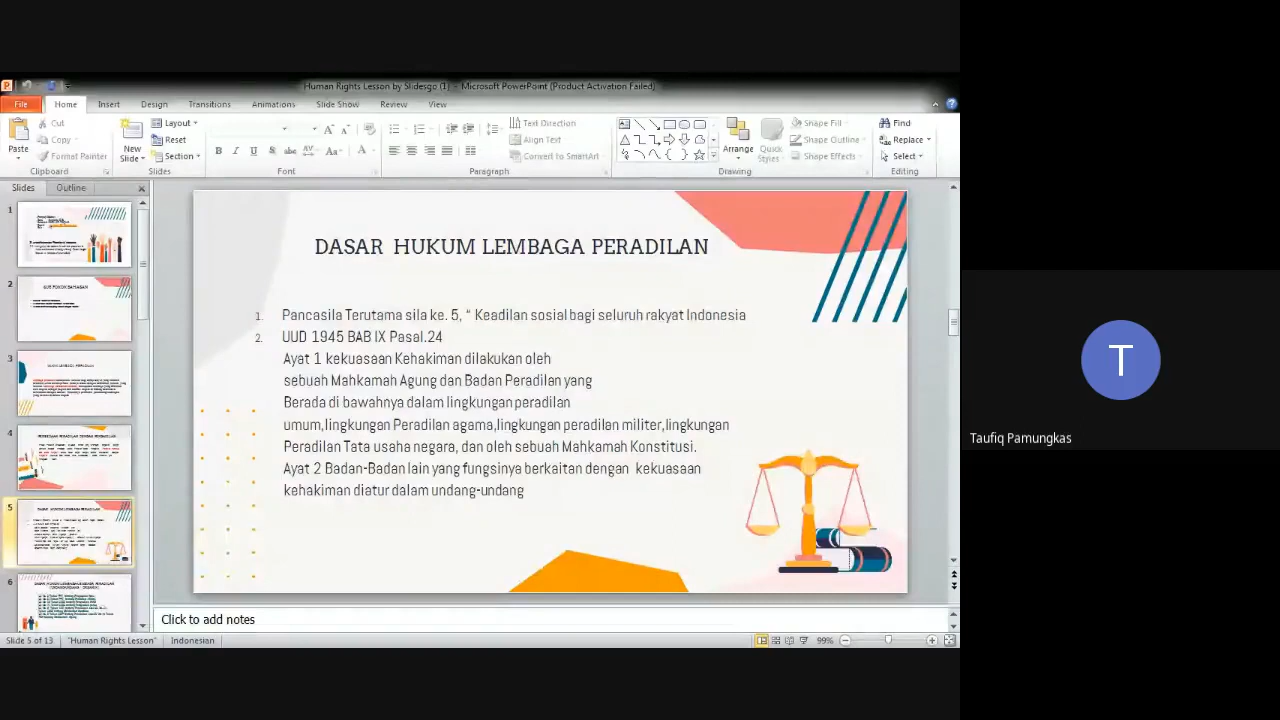 Human Rights Lesson by Slidesgo (1) - Microsoft PowerPoint (Product Activation Failed)
File Home Insert Design Transitions Animations Slide Show Review View
Paste
Cut
Copy
Format Painter
Clipboard
New
Slide
Layout
Reset
Section
Slides
Font
Text Direction
Align Text
Convert to SmartArt
Paragraph
Arrange
Quick
Styles
Shape Fill
Shape Outline
Shape Effects
Drawing
Find
Replace
Select
Editing
Slides Outline
1
2
3
4
5
6
DASAR HUKUM LEMBAGA PERADILAN
1. Pancasila Terutama sila ke. 5, “ Keadilan sosial bagi seluruh rakyat Indonesia
2. UUD 1945 BAB IX Pasal.24
Ayat 1 kekuasaan Kehakiman dilakukan oleh
sebuah Mahkamah Agung dan Badan peradilan yang
Berada di bawahnya dalam lingkungan peradilan
umum,lingkungan Peradilan agama,lingkungan peradilan militer,lingkungan
Peradilan Tata usaha negara, dan oleh sebuah Mahkamah Konstitusi.
Ayat 2 Badan-Badan lain yang fungsinya berkaitan dengan kekuasaan
kehakiman diatur dalam undang-undang
Click to add notes
Slide 5 of 13 "Human Rights Lesson" Indonesian 99%
T
Taufiq Pamungkas